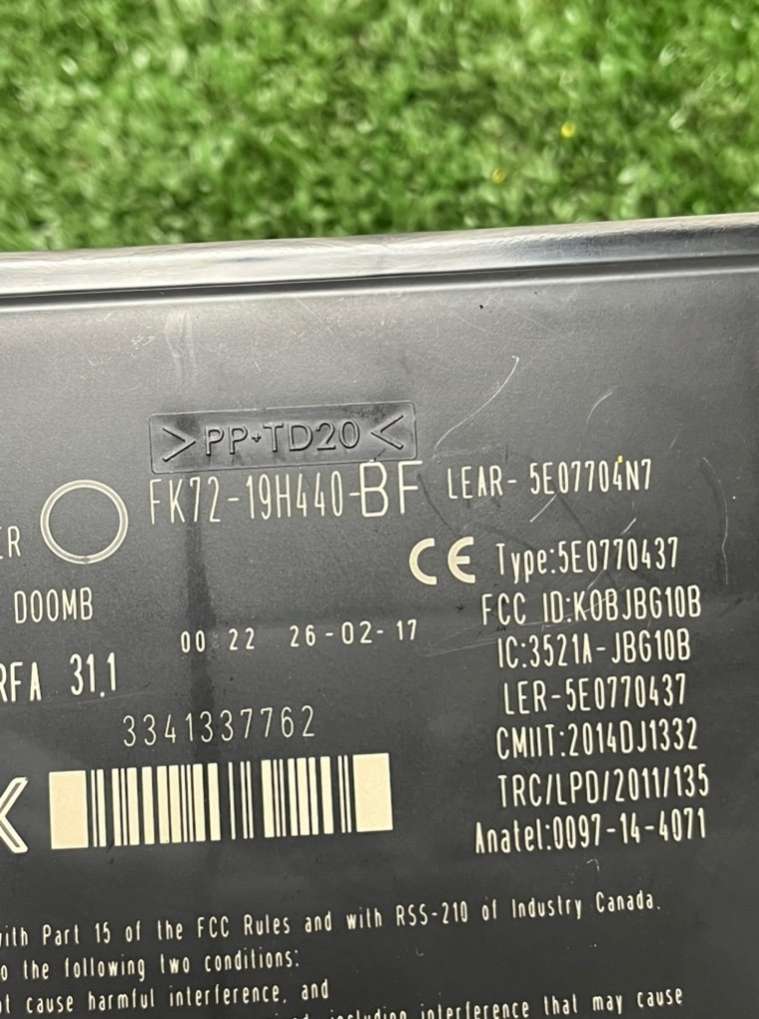 >PP+TD20<
FK72-19H440-BF LEAR-5E07704N7
ER
CE Type:5E0770437
D00MB
FCC ID:KOBJBG10B
00 22 26-02-17
IC:3521A-JBG10B
RFA 31.1
LER-5E0770437
3341337762
CMIIT:2014DJ1332
TRC/LPD/2011/135
Anatel:0097-14-4071
with Part 15 of the FCC Rules and with RSS-210 of Industry Canada.
to the following two conditions:
cause harmful interference, and
including interference that may cause